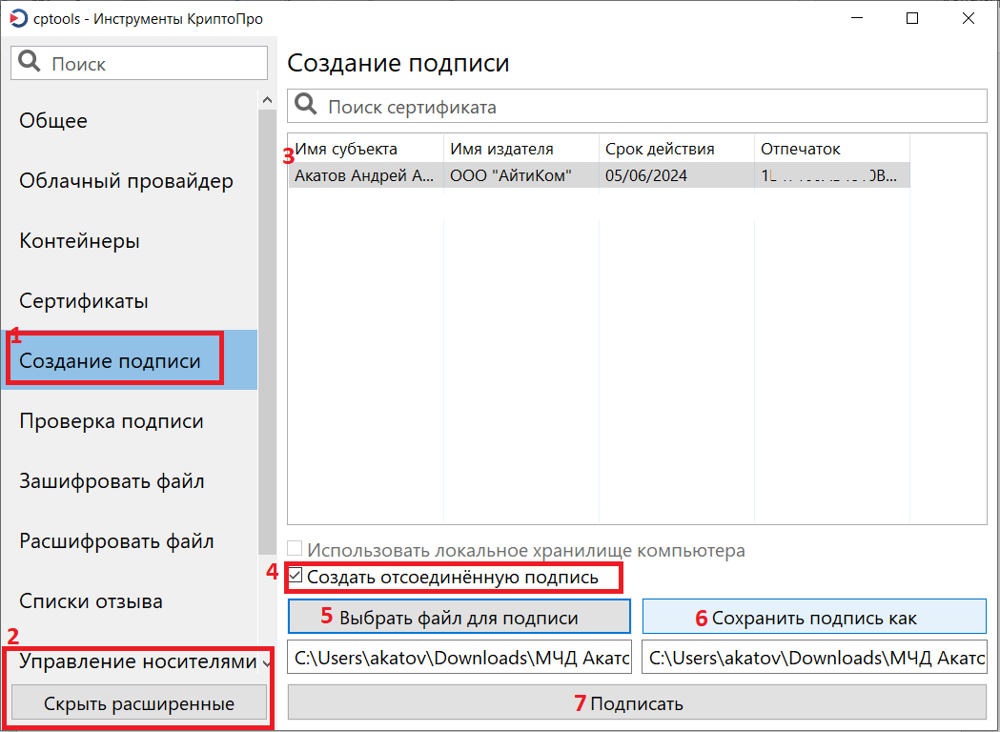 cptools - Инструменты КриптоПро
Поиск
Общее
Облачный провайдер
Контейнеры
Сертификаты
1
Создание подписи
Проверка подписи
Зашифровать файл
Расшифровать файл
Списки отзыва
2
Управление носителями
Скрыть расширенные
Создание подписи
Поиск сертификата
3 Имя субъекта Имя издателя Срок действия Отпечаток
Акатов Андрей А... ООО "АйтиКом" 05/06/2024
Использовать локальное хранилище компьютера
4 Создать отсоединённую подпись
5 Выбрать файл для подписи 6 Сохранить подпись как
C:\Users\akatov\Downloads\МЧД Акатс C:\Users\akatov\Downloads\МЧД Акатс
7 Подписать